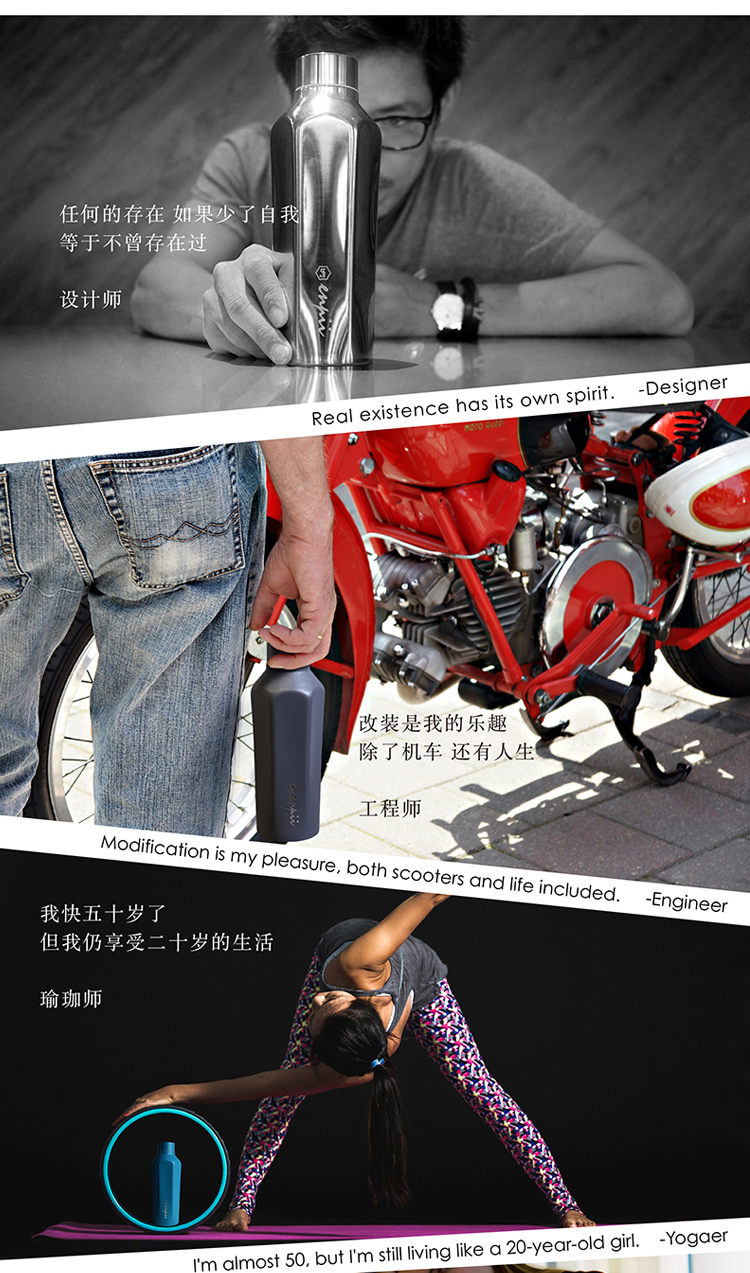 任何的存在 如果少了自我
等于不曾存在过
设计师
enpiv
Real existence has its own spirit. -Designer
MOTO GUZZI
改装是我的乐趣
除了机车 还有人生
工程师
Modification is my pleasure, both scooters and life included. -Engineer
我快五十岁了
但我仍享受二十岁的生活
瑜珈师
I'm almost 50, but I'm still living like a 20-year-old girl. -Yogaer